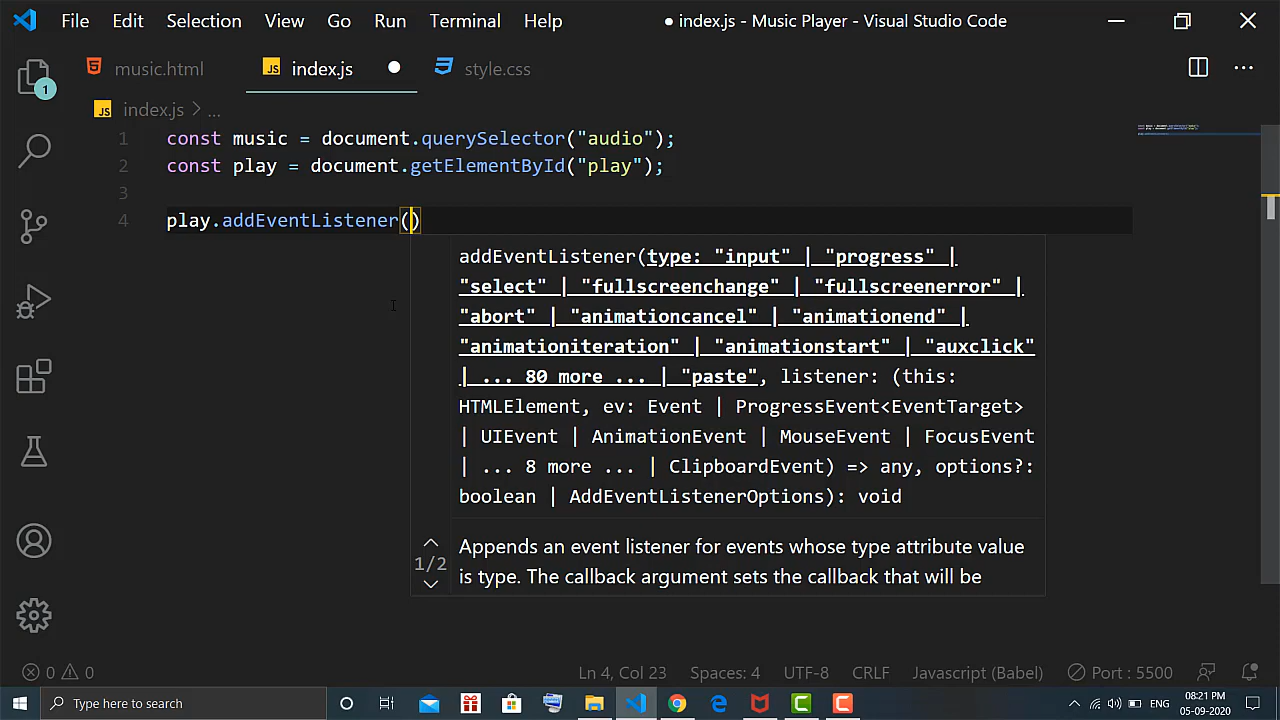 File Edit Selection View Go Run Terminal Help ● index.js - Music Player - Visual Studio Code
music.html JS index.js ● style.css ...
JS index.js > ...
1 const music = document.querySelector("audio");
2 const play = document.getElementById("play");
3
4 play.addEventListener()
addEventListener(type: "input" | "progress" |
"select" | "fullscreenchange" | "fullscreenerror" |
"abort" | "animationcancel" | "animationend" |
"animationiteration" | "animationstart" | "auxclick"
| ... 80 more ... | "paste", listener: (this:
HTMLElement, ev: Event | ProgressEvent<EventTarget>
| UIEvent | AnimationEvent | MouseEvent | FocusEvent
| ... 8 more ... | ClipboardEvent) => any, options?:
boolean | AddEventListenerOptions): void
1/2
Appends an event listener for events whose type attribute value
is type. The callback argument sets the callback that will be
1
0 0 Ln 4, Col 23 Spaces: 4 UTF-8 CRLF Javascript (Babel) Port : 5500
Type here to search ENG 08:21 PM
05-09-2020